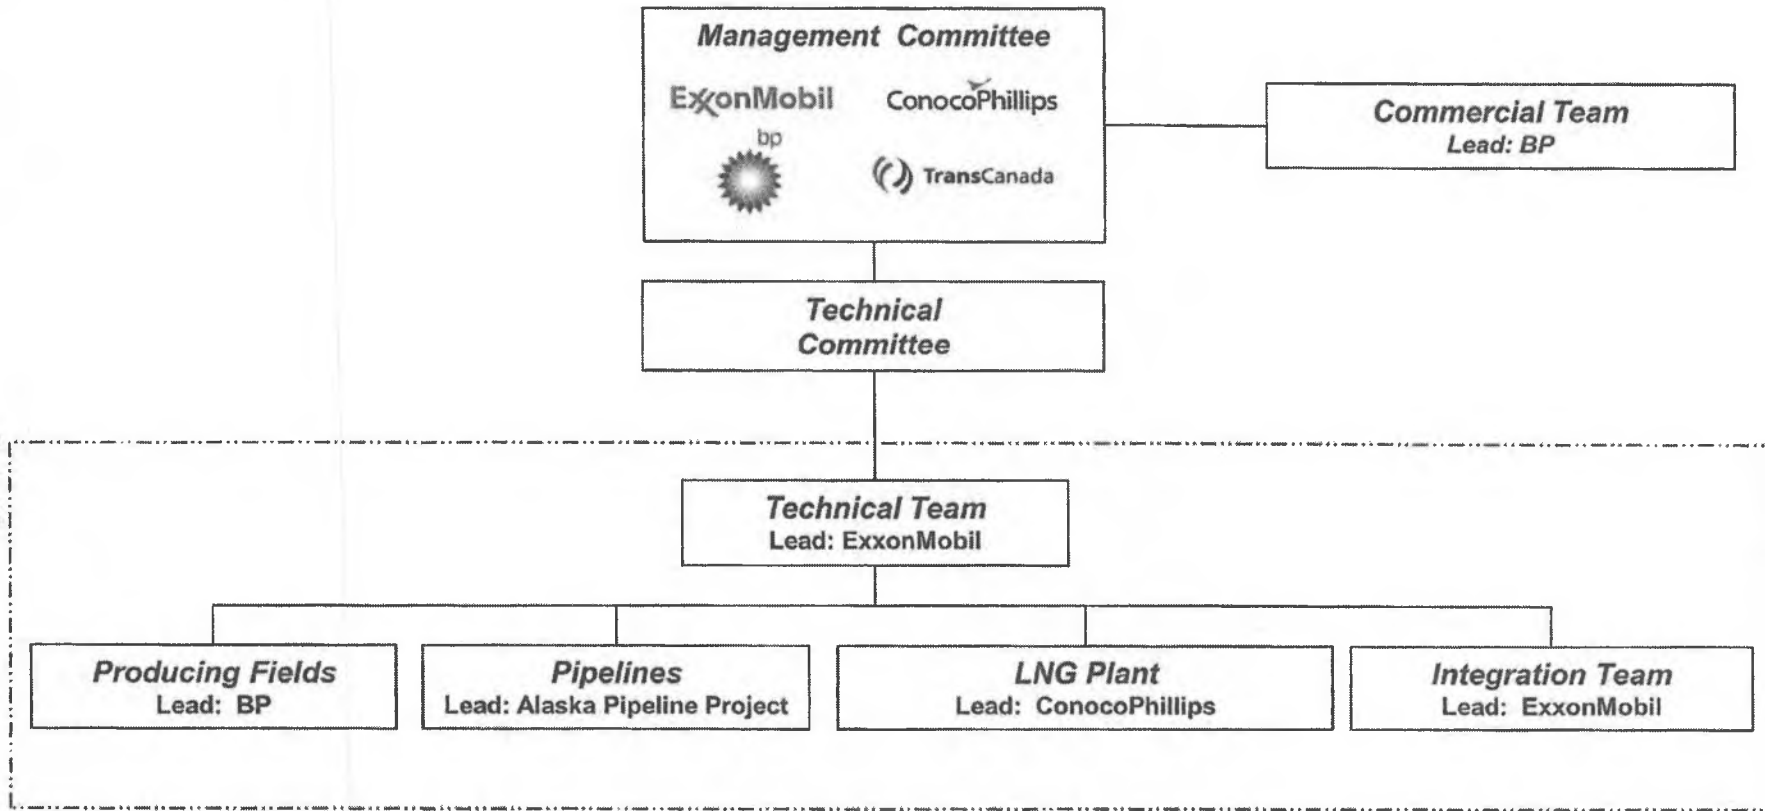 Management Committee
ExxonMobil
ConocoPhillips
bp
TransCanada
Commercial Team
Lead: BP
Technical
Committee
Technical Team
Lead: ExxonMobil
Producing Fields
Lead: BP
Pipelines
Lead: Alaska Pipeline Project
LNG Plant
Lead: ConocoPhillips
Integration Team
Lead: ExxonMobil